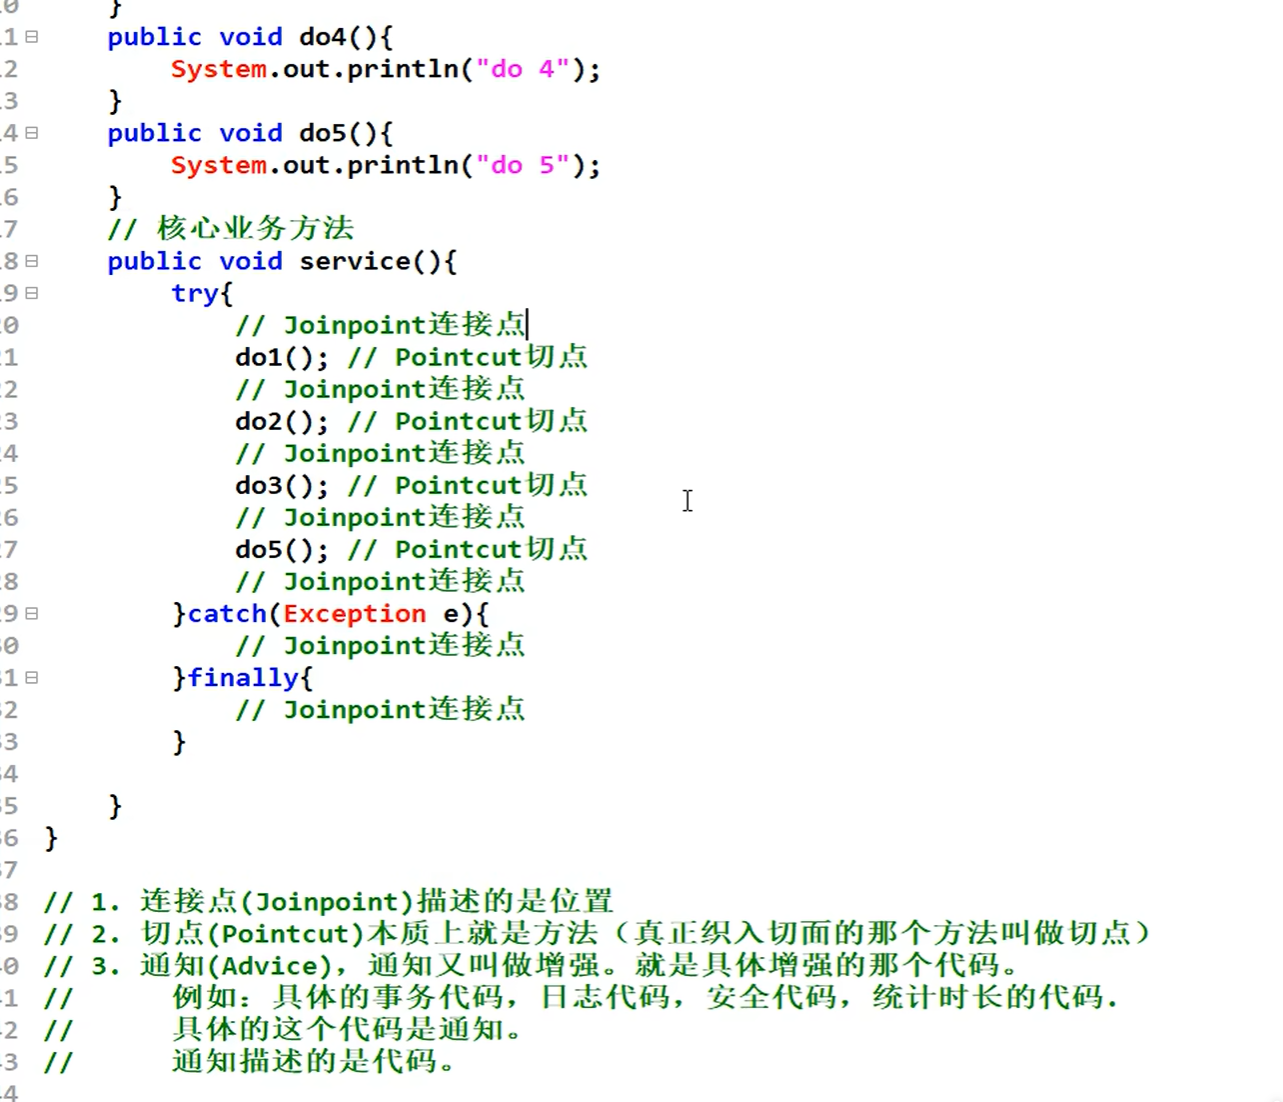 0 }
1 public void do4(){
2 System.out.println("do 4");
3 }
4 public void do5(){
5 System.out.println("do 5");
6 }
7 // 核心业务方法
8 public void service(){
9 try{
0 // Joinpoint连接点
1 do1(); // Pointcut切点
2 // Joinpoint连接点
3 do2(); // Pointcut切点
4 // Joinpoint连接点
5 do3(); // Pointcut切点
6 // Joinpoint连接点
7 do5(); // Pointcut切点
8 // Joinpoint连接点
9 }catch(Exception e){
0 // Joinpoint连接点
1 }finally{
2 // Joinpoint连接点
3 }
4
5 }
6 }
7
8 // 1. 连接点(Joinpoint)描述的是位置
9 // 2. 切点(Pointcut)本质上就是方法（真正织入切面的那个方法叫做切点）
0 // 3. 通知(Advice)，通知又叫做增强。就是具体增强的那个代码。
1 // 例如：具体的事务代码，日志代码，安全代码，统计时长的代码.
2 // 具体的这个代码是通知。
3 // 通知描述的是代码。
4